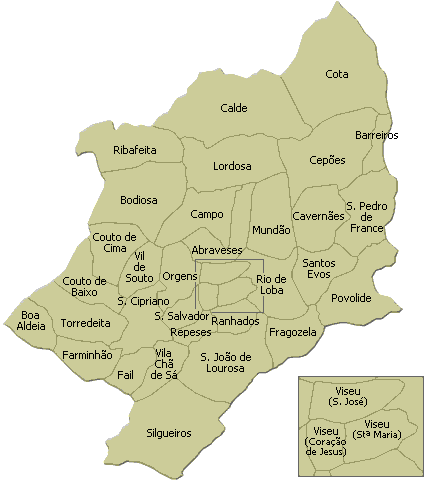 Cota
Calde
Barreiros
Ribafeita
Cepões
Lordosa
Bodiosa
S. Pedro
de
France
Campo
Cavernães
Mundão
Couto de
Cima
Abraveses
Vil
de
Souto
Santos
Evos
Orgens
Rio de
Loba
Couto de
Baixo
S. Cipriano
Povolide
Boa
Aldeia
Torredeita
S. Salvador
Ranhados
Repeses
Fragozela
Farminhão
Vila
Chã
de Sá
S. João de
Lourosa
Fail
Silgueiros
Viseu
(S. José)
Viseu
(Coração
de Jesus)
Viseu
(Stª Maria)